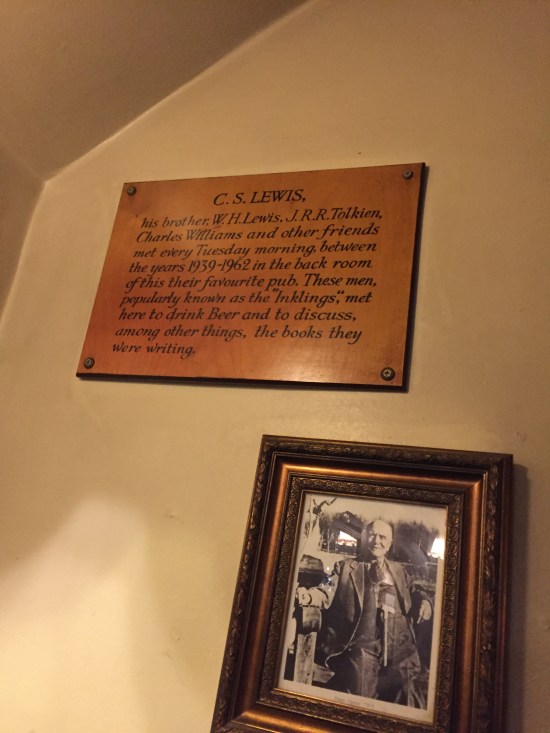 C. S. LEWIS,
his brother, W. H. Lewis, J. R. R. Tolkien,
Charles Williams and other friends
met every Tuesday morning, between
the years 1939-1962 in the back room
of this their favourite pub. These men,
popularly known as the "Inklings", met
here to drink Beer and to discuss,
among other things, the books they
were writing.